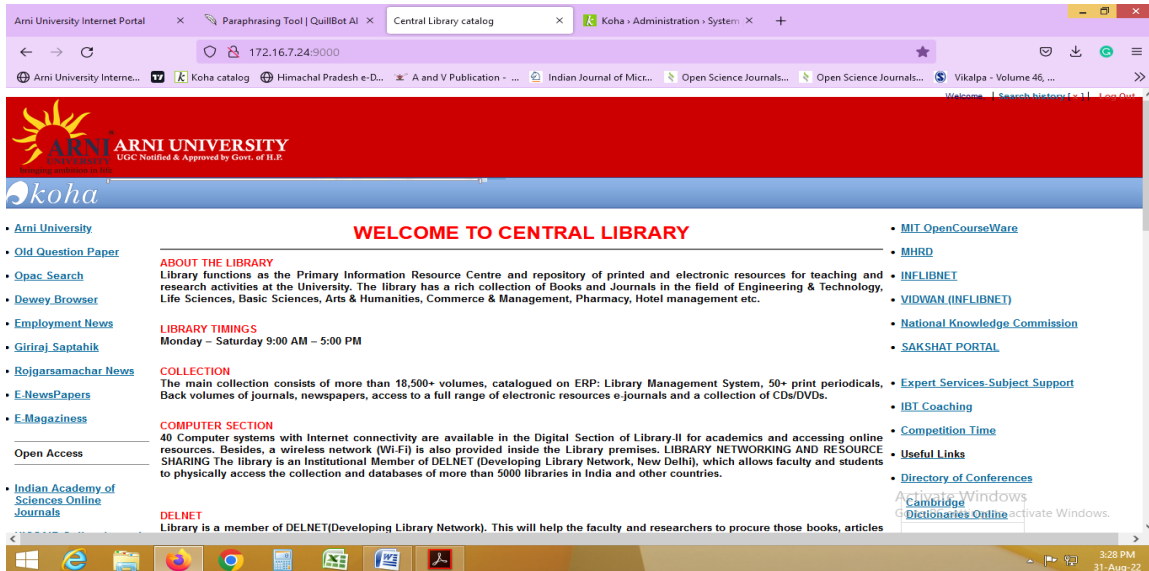 Arni University Internet Portal
Paraphrasing Tool | QuillBot AI
Central Library catalog
Koha › Administration › System
172.16.7.24:9000
Arni University Interne...
17
Koha catalog
Himachal Pradesh e-D...
A and V Publication - ...
Indian Journal of Micr...
Open Science Journals...
Open Science Journals...
Vikalpa - Volume 46, ...
Welcome, | Search history [x] | Log Out
ARNI
UNIVERSITY
ARNI UNIVERSITY
UGC Notified & Approved by Govt. of H.P.
koha
Arni University
Old Question Paper
Opac Search
Dewey Browser
Employment News
Giriraj Saptahik
Rojgarsamachar News
E-NewsPapers
E-Magaziness
Open Access
Indian Academy of
Sciences Online
Journals
WELCOME TO CENTRAL LIBRARY
ABOUT THE LIBRARY
Library functions as the Primary Information Resource Centre and repository of printed and electronic resources for teaching and
research activities at the University. The library has a rich collection of Books and Journals in the field of Engineering & Technology,
Life Sciences, Basic Sciences, Arts & Humanities, Commerce & Management, Pharmacy, Hotel management etc.
LIBRARY TIMINGS
Monday – Saturday 9:00 AM – 5:00 PM
COLLECTION
The main collection consists of more than 18,500+ volumes, catalogued on ERP: Library Management System, 50+ print periodicals,
Back volumes of journals, newspapers, access to a full range of electronic resources e-journals and a collection of CDs/DVDs.
COMPUTER SECTION
40 Computer systems with Internet connectivity are available in the Digital Section of Library-II for academics and accessing online
resources. Besides, a wireless network (Wi-Fi) is also provided inside the Library premises. LIBRARY NETWORKING AND RESOURCE
SHARING The library is an Institutional Member of DELNET (Developing Library Network, New Delhi), which allows faculty and students
to physically access the collection and databases of more than 5000 libraries in India and other countries.
DELNET
Library is a member of DELNET(Developing Library Network). This will help the faculty and researchers to procure those books, articles
MIT OpenCourseWare
MHRD
INFLIBNET
VIDWAN (INFLIBNET)
National Knowledge Commission
SAKSHAT PORTAL
Expert Services-Subject Support
IBT Coaching
Competition Time
Useful Links
Directory of Conferences
Cambridge
Dictionaries Online
Activate Windows
activate Windows.
3:28 PM
31-Aug-22